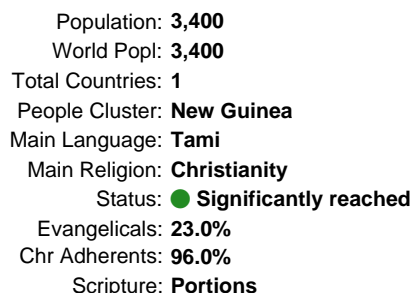 Population: 3,400
World Popl: 3,400
Total Countries: 1
People Cluster: New Guinea
Main Language: Tami
Main Religion: Christianity
Status: Significantly reached
Evangelicals: 23.0%
Chr Adherents: 96.0%
Scripture: Portions